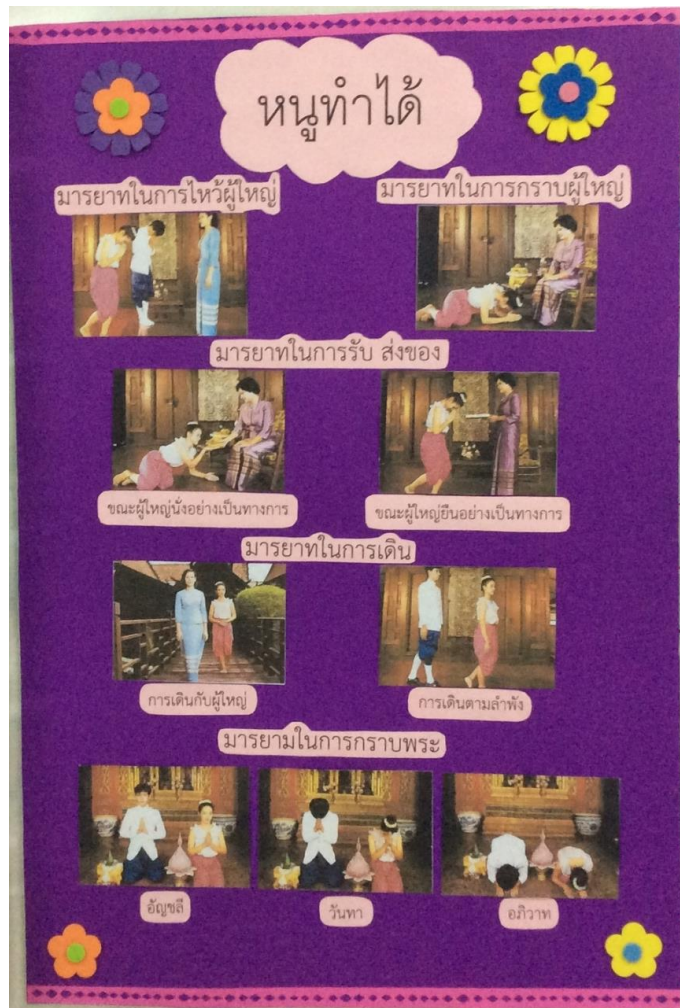 หนูทำได้
มารยาทในการไหว้ผู้ใหญ่
มารยาทในการกราบผู้ใหญ่
มารยาทในการรับ ส่งของ
ขณะผู้ใหญ่นั่งอย่างเป็นทางการ
ขณะผู้ใหญ่ยืนอย่างเป็นทางการ
มารยาทในการเดิน
การเดินกับผู้ใหญ่
การเดินตามลำพัง
มารยามในการกราบพระ
อัญชลี
วันทา
อภิวาท